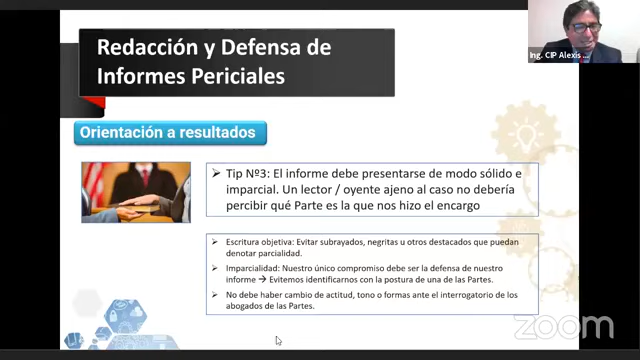 Redacción y Defensa de
Informes Periciales
Ing. CIP Alexis
Orientación a resultados
➢ Tip Nº3: El informe debe presentarse de modo sólido e
imparcial. Un lector / oyente ajeno al caso no debería
percibir qué Parte es la que nos hizo el encargo
➢ Escritura objetiva: Evitar subrayados, negritas u otros destacados que puedan
denotar parcialidad.
➢ Imparcialidad: Nuestro único compromiso debe ser la defensa de nuestro
informe → Evitemos identificarnos con la postura de una de las Partes.
➢ No debe haber cambio de actitud, tono o formas ante el interrogatorio de los
abogados de las Partes.
zoom